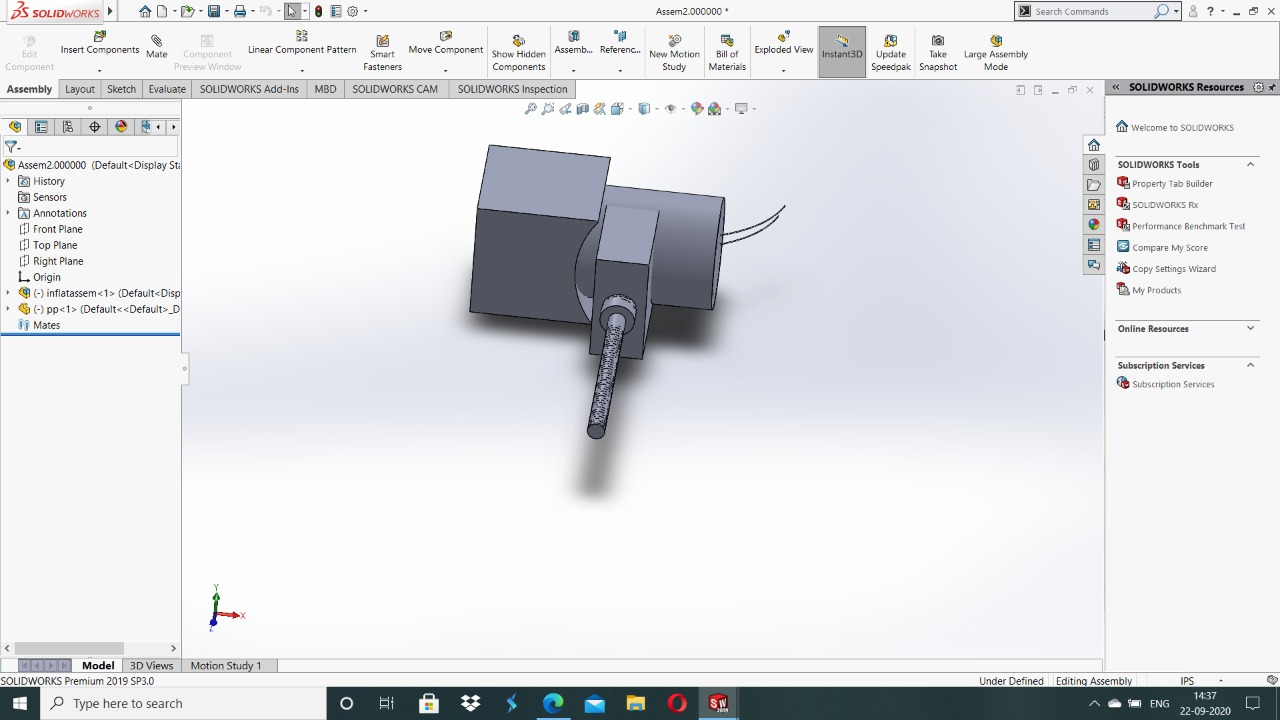 SOLIDWORKS
Assem2.000000 *
Search Commands
Edit Component
Insert Components
Mate
Component Preview Window
Linear Component Pattern
Smart Fasteners
Move Component
Show Hidden Components
Assemb...
Referenc...
New Motion Study
Bill of Materials
Exploded View
Instant3D
Update Speedpak
Take Snapshot
Large Assembly Mode
Assembly
Layout
Sketch
Evaluate
SOLIDWORKS Add-Ins
MBD
SOLIDWORKS CAM
SOLIDWORKS Inspection
Assem2.000000 (Default<Display Sta
History
Sensors
Annotations
Front Plane
Top Plane
Right Plane
Origin
(-) inflatassem<1> (Default<Disp
(-) pp<1> (Default<<Default>_D
Mates
Y
X
Z
SOLIDWORKS Resources
Welcome to SOLIDWORKS
SOLIDWORKS Tools
Property Tab Builder
SOLIDWORKS Rx
Performance Benchmark Test
Compare My Score
Copy Settings Wizard
My Products
Online Resources
Subscription Services
Subscription Services
Model
3D Views
Motion Study 1
SOLIDWORKS Premium 2019 SP3.0
Under Defined
Editing Assembly
IPS
Type here to search
SW
2019
ENG
14:37
22-09-2020